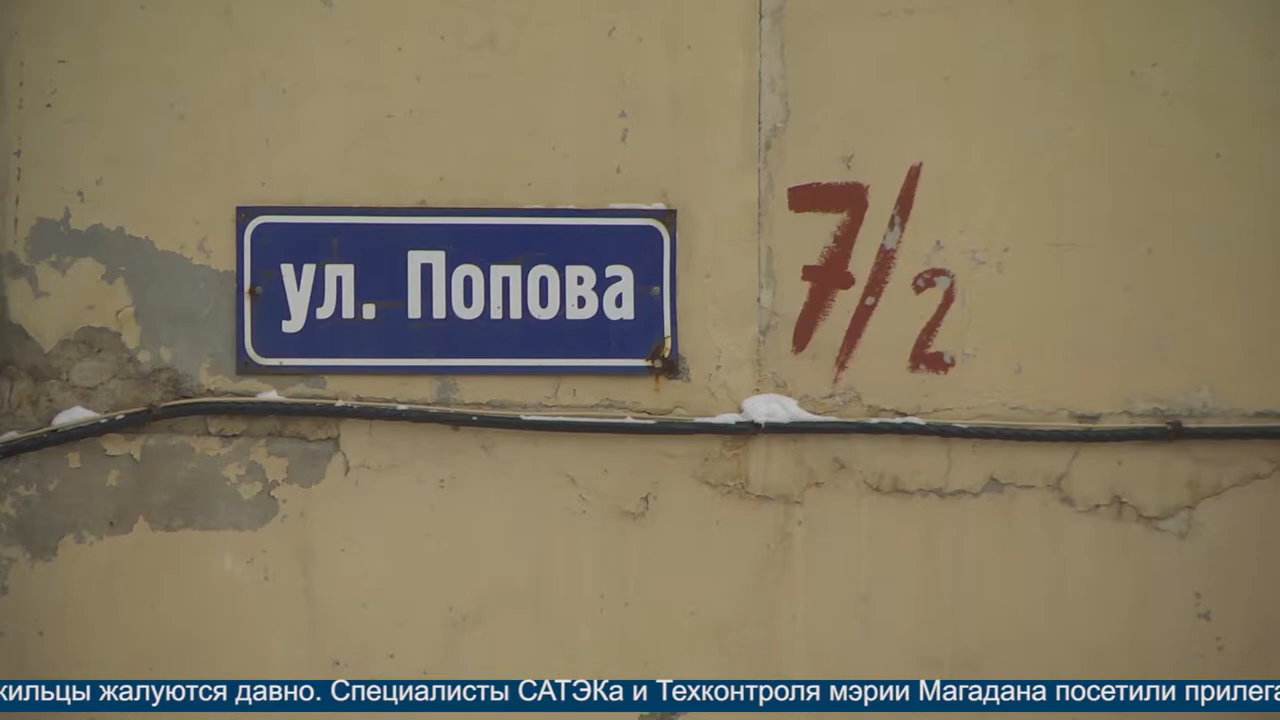 ул. Попова
7/2
жильцы жалуются давно. Специалисты САТЭКа и Техконтроля мэрии Магадана посетили прилега